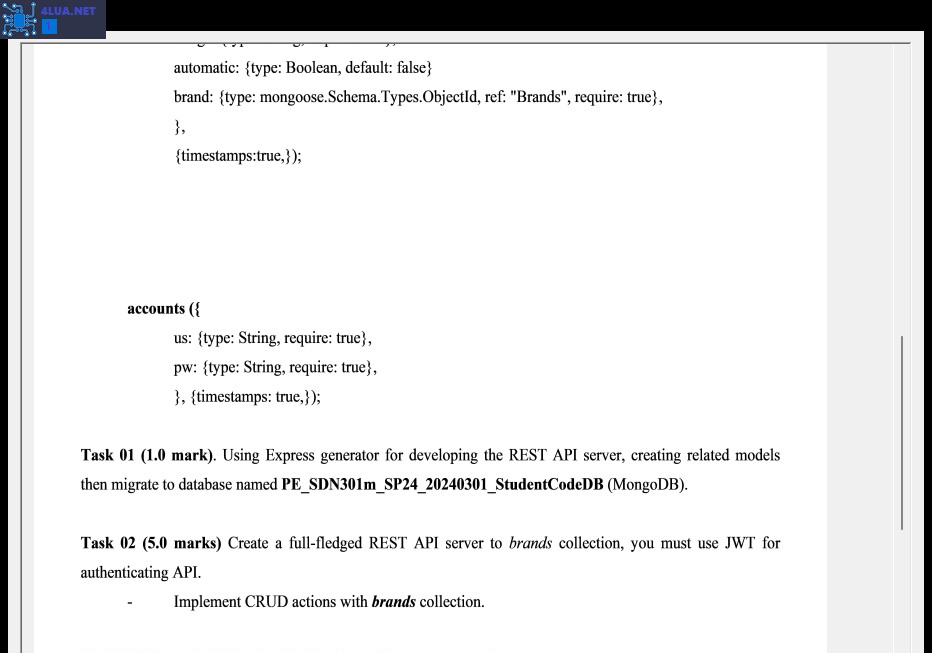 4LUA.NET
automatic: {type: Boolean, default: false}
brand: {type: mongoose.Schema.Types.ObjectId, ref: "Brands", require: true},
},
{timestamps:true,});
accounts ({
us: {type: String, require: true},
pw: {type: String, require: true},
}, {timestamps: true,});
Task 01 (1.0 mark). Using Express generator for developing the REST API server, creating related models
then migrate to database named PE_SDN301m_SP24_20240301_StudentCodeDB (MongoDB).
Task 02 (5.0 marks) Create a full-fledged REST API server to brands collection, you must use JWT for
authenticating API.
- Implement CRUD actions with brands collection.